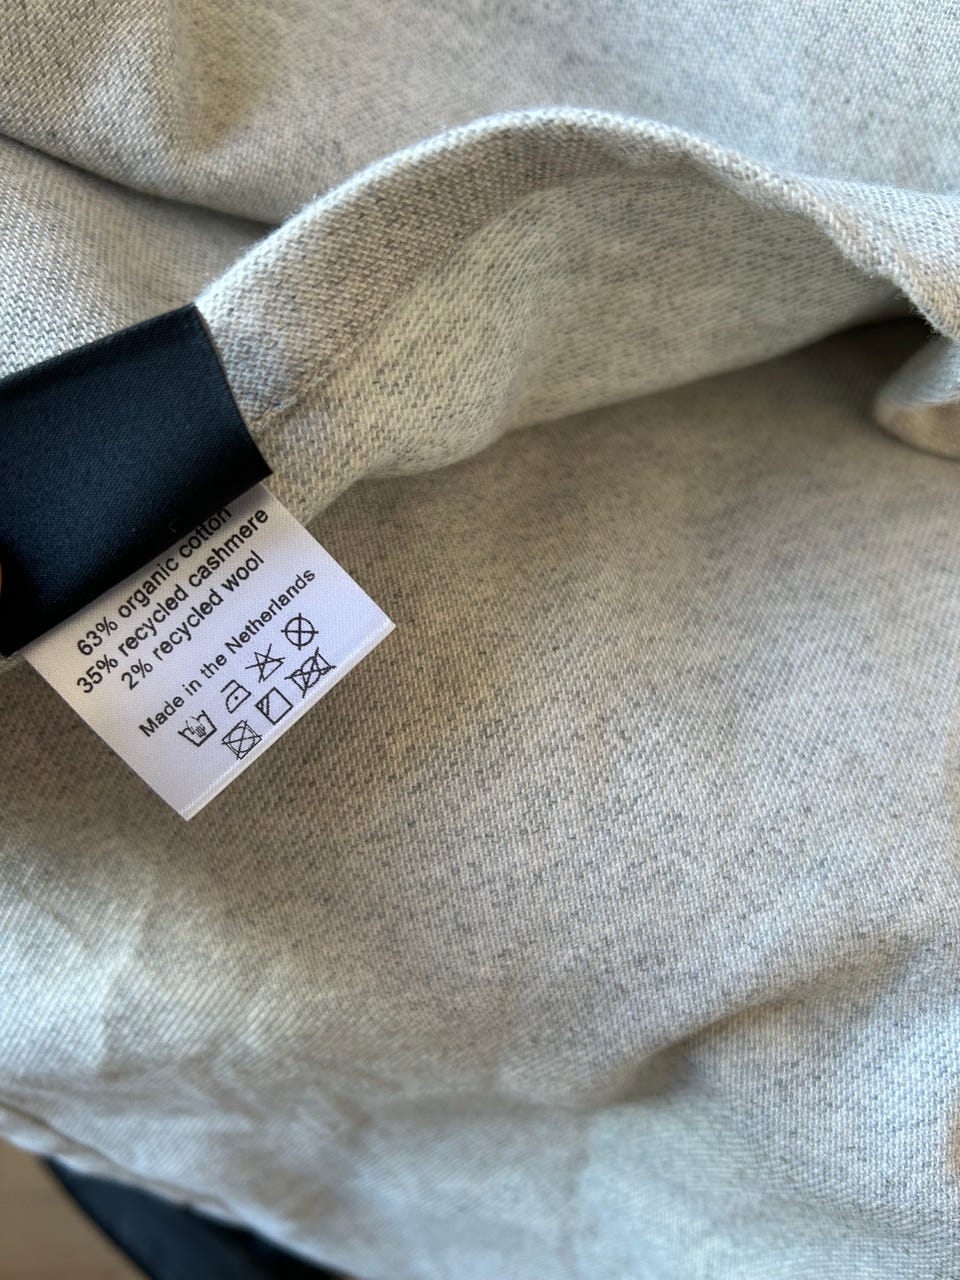 63% organic cotton
35% recycled cashmere
2% recycled wool
Made in the Netherlands